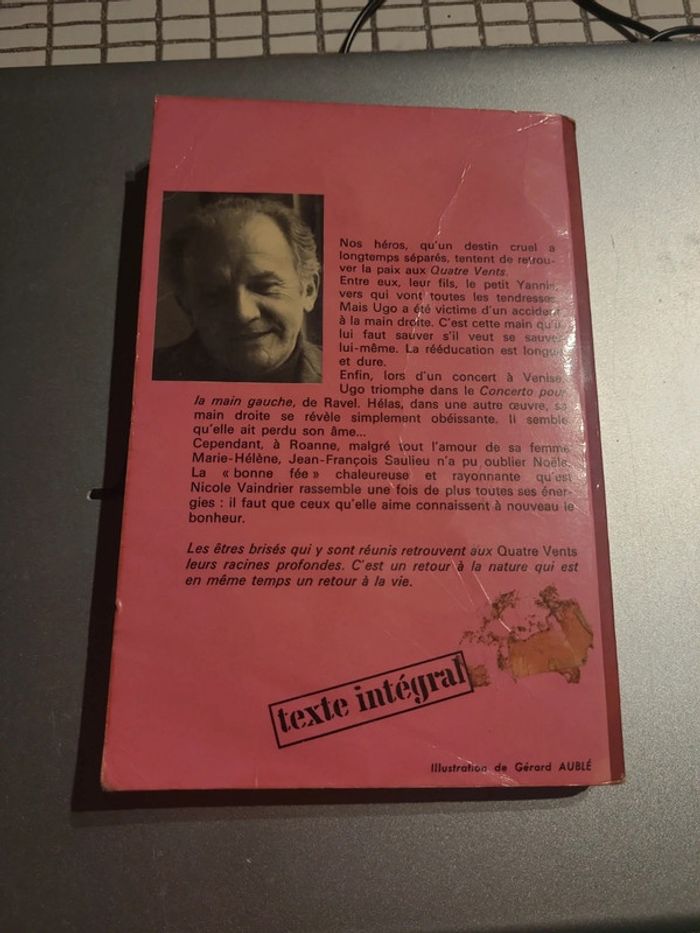 Nos héros, qu'un destin cruel a
longtemps séparés, tentent de retrou-
ver la paix aux Quatre Vents.
Entre eux, leur fils, le petit Yannis,
vers qui vont toutes les tendresses.
Mais Ugo a été victime d'un accident
à la main droite. C'est cette main qu'il
lui faut sauver s'il veut se sauver
lui-même. La rééducation est longue
et dure.
Enfin, lors d'un concert à Venise,
Ugo triomphe dans le Concerto pour
la main gauche, de Ravel. Hélas, dans une autre œuvre, sa
main droite se révèle simplement obéissante. Il semble
qu'elle ait perdu son âme...
Cependant, à Roanne, malgré tout l'amour de sa femme
Marie-Hélène, Jean-François Saulieu n'a pu oublier Noële.
La « bonne fée » chaleureuse et rayonnante qu'est
Nicole Vaindrier rassemble une fois de plus toutes ses éner-
gies : il faut que ceux qu'elle aime connaissent à nouveau le
bonheur.
Les êtres brisés qui y sont réunis retrouvent aux Quatre Vents
leurs racines profondes. C'est un retour à la nature qui est
en même temps un retour à la vie.
texte intégral
Illustration de Gérard AUBLÉ